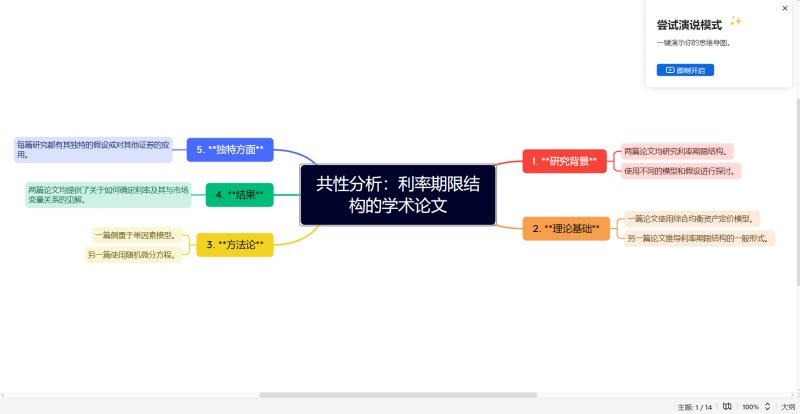 尝试演说模式
一键演示你的思维导图。
即刻开启
共性分析：利率期限结
构的学术论文
1. **研究背景**
两篇论文均研究利率期限结构。
使用不同的模型和假设进行探讨。
2. **理论基础**
一篇论文使用综合均衡资产定价模型。
另一篇论文推导利率期限结构的一般形式。
3. **方法论**
一篇侧重于单因素模型。
另一篇使用随机微分方程。
4. **结果**
两篇论文均提供了关于如何确定利率及其与市场
变量关系的见解。
5. **独特方面**
每篇研究都有其独特的假设或对其他证券的应
用。
主题: 1 / 14
100%
大纲